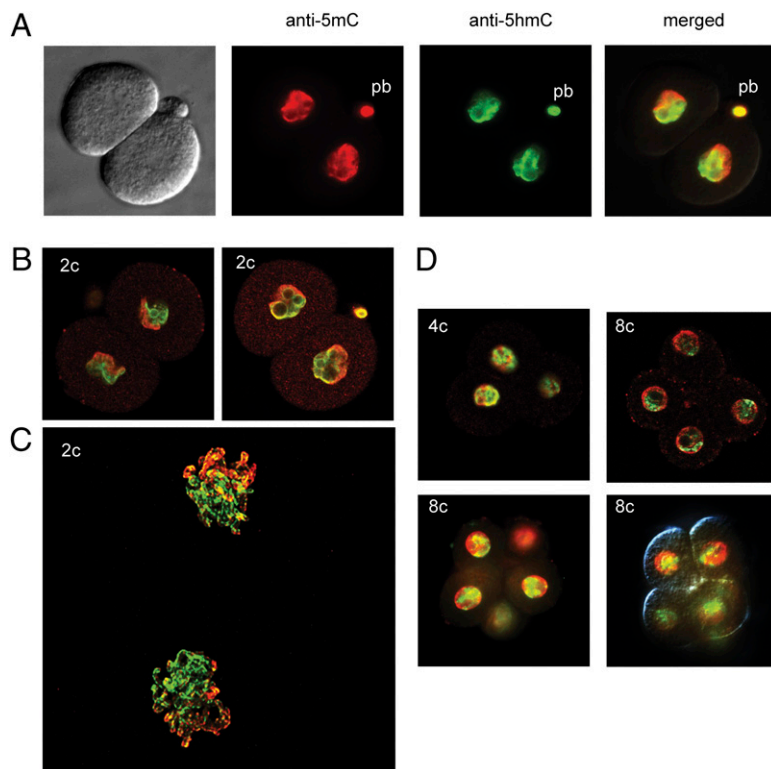 A
anti-5mC anti-5hmC merged
pb pb pb
B
2c 2c
C
2c
D
4c 8c
8c 8c